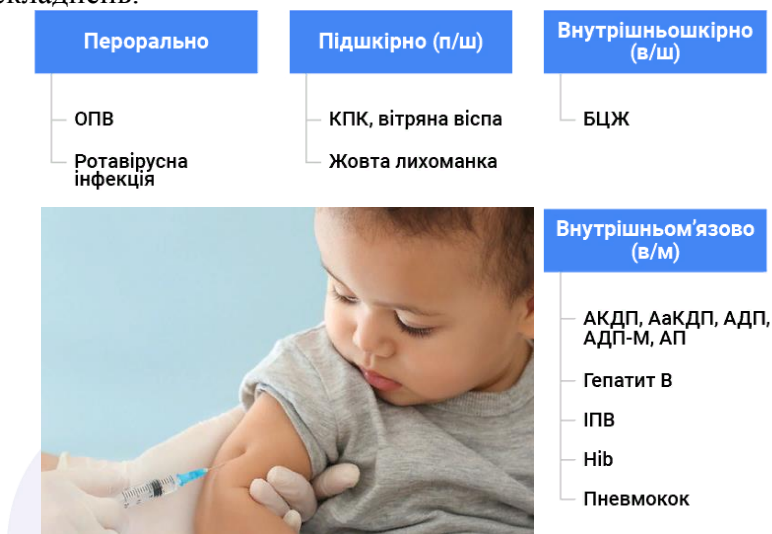 Перорально
ОПВ
Ротавірусна
інфекція
Підшкірно (п/ш)
КПК, вітряна віспа
Жовта лихоманка
Внутрішньошкірно
(в/ш)
БЦЖ
Внутрішньом’язово
(в/м)
АКДП, АаКДП, АДП,
АДП-М, АП
Гепатит В
ІПВ
Hib
Пневмокок